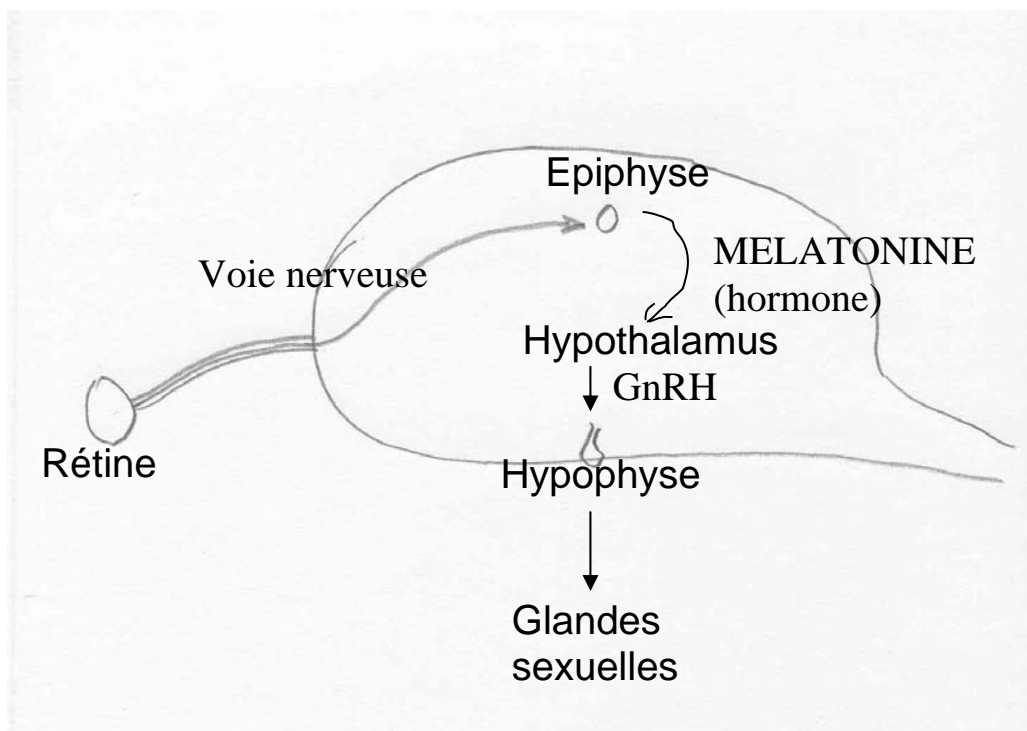 Epiphyse
MELATONINE
(hormone)
Voie nerveuse
Hypothalamus
GnRH
Rétine
Hypophyse
Glandes
sexuelles